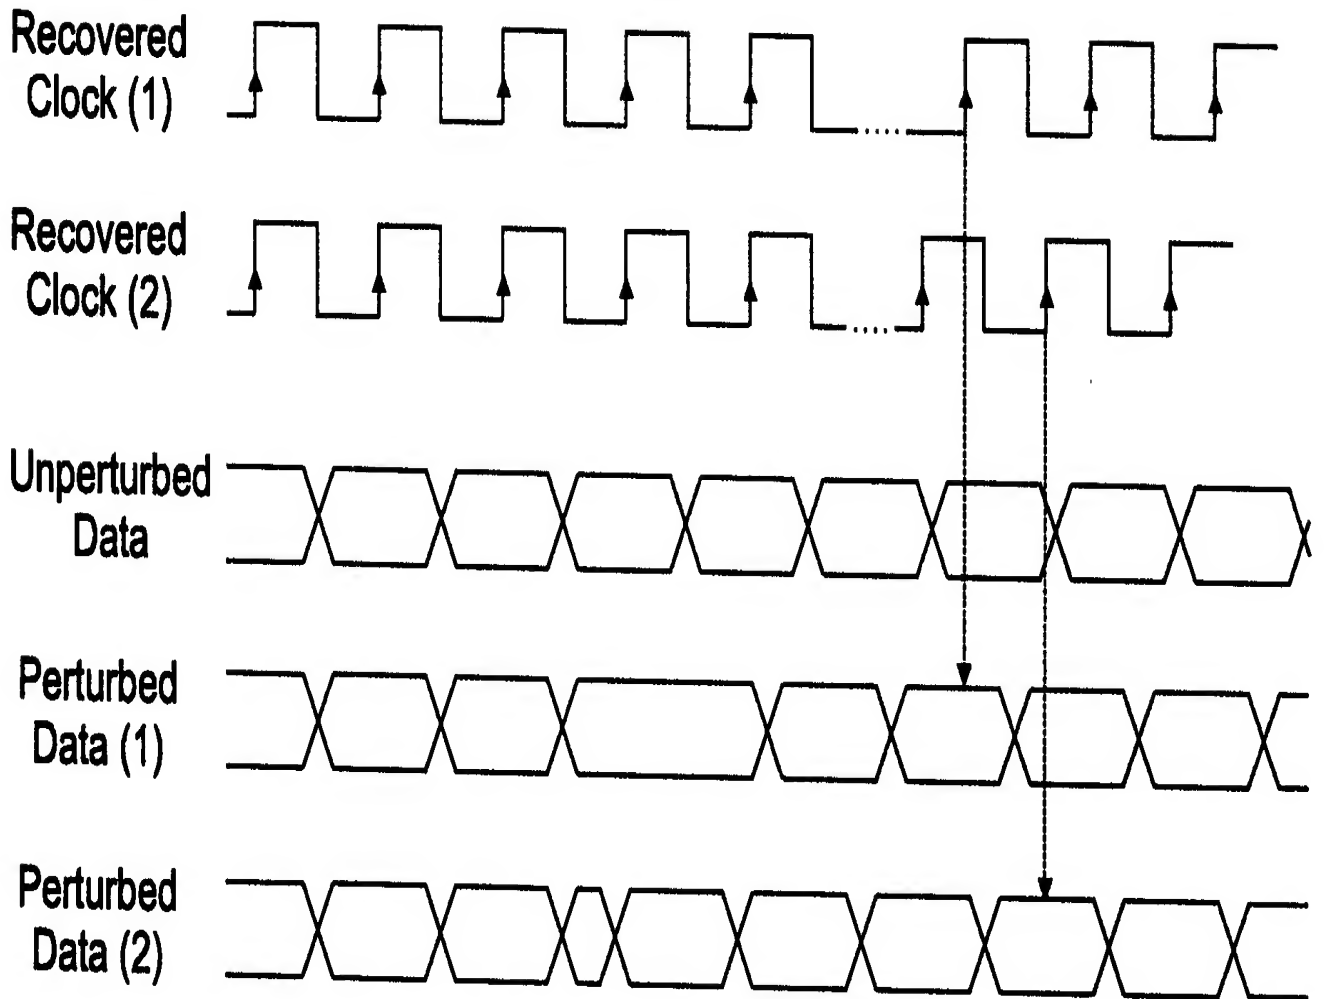 Recovered
Clock (1)
Recovered
Clock (2)
Unperturbed
Data
Perturbed
Data (1)
Perturbed
Data (2)